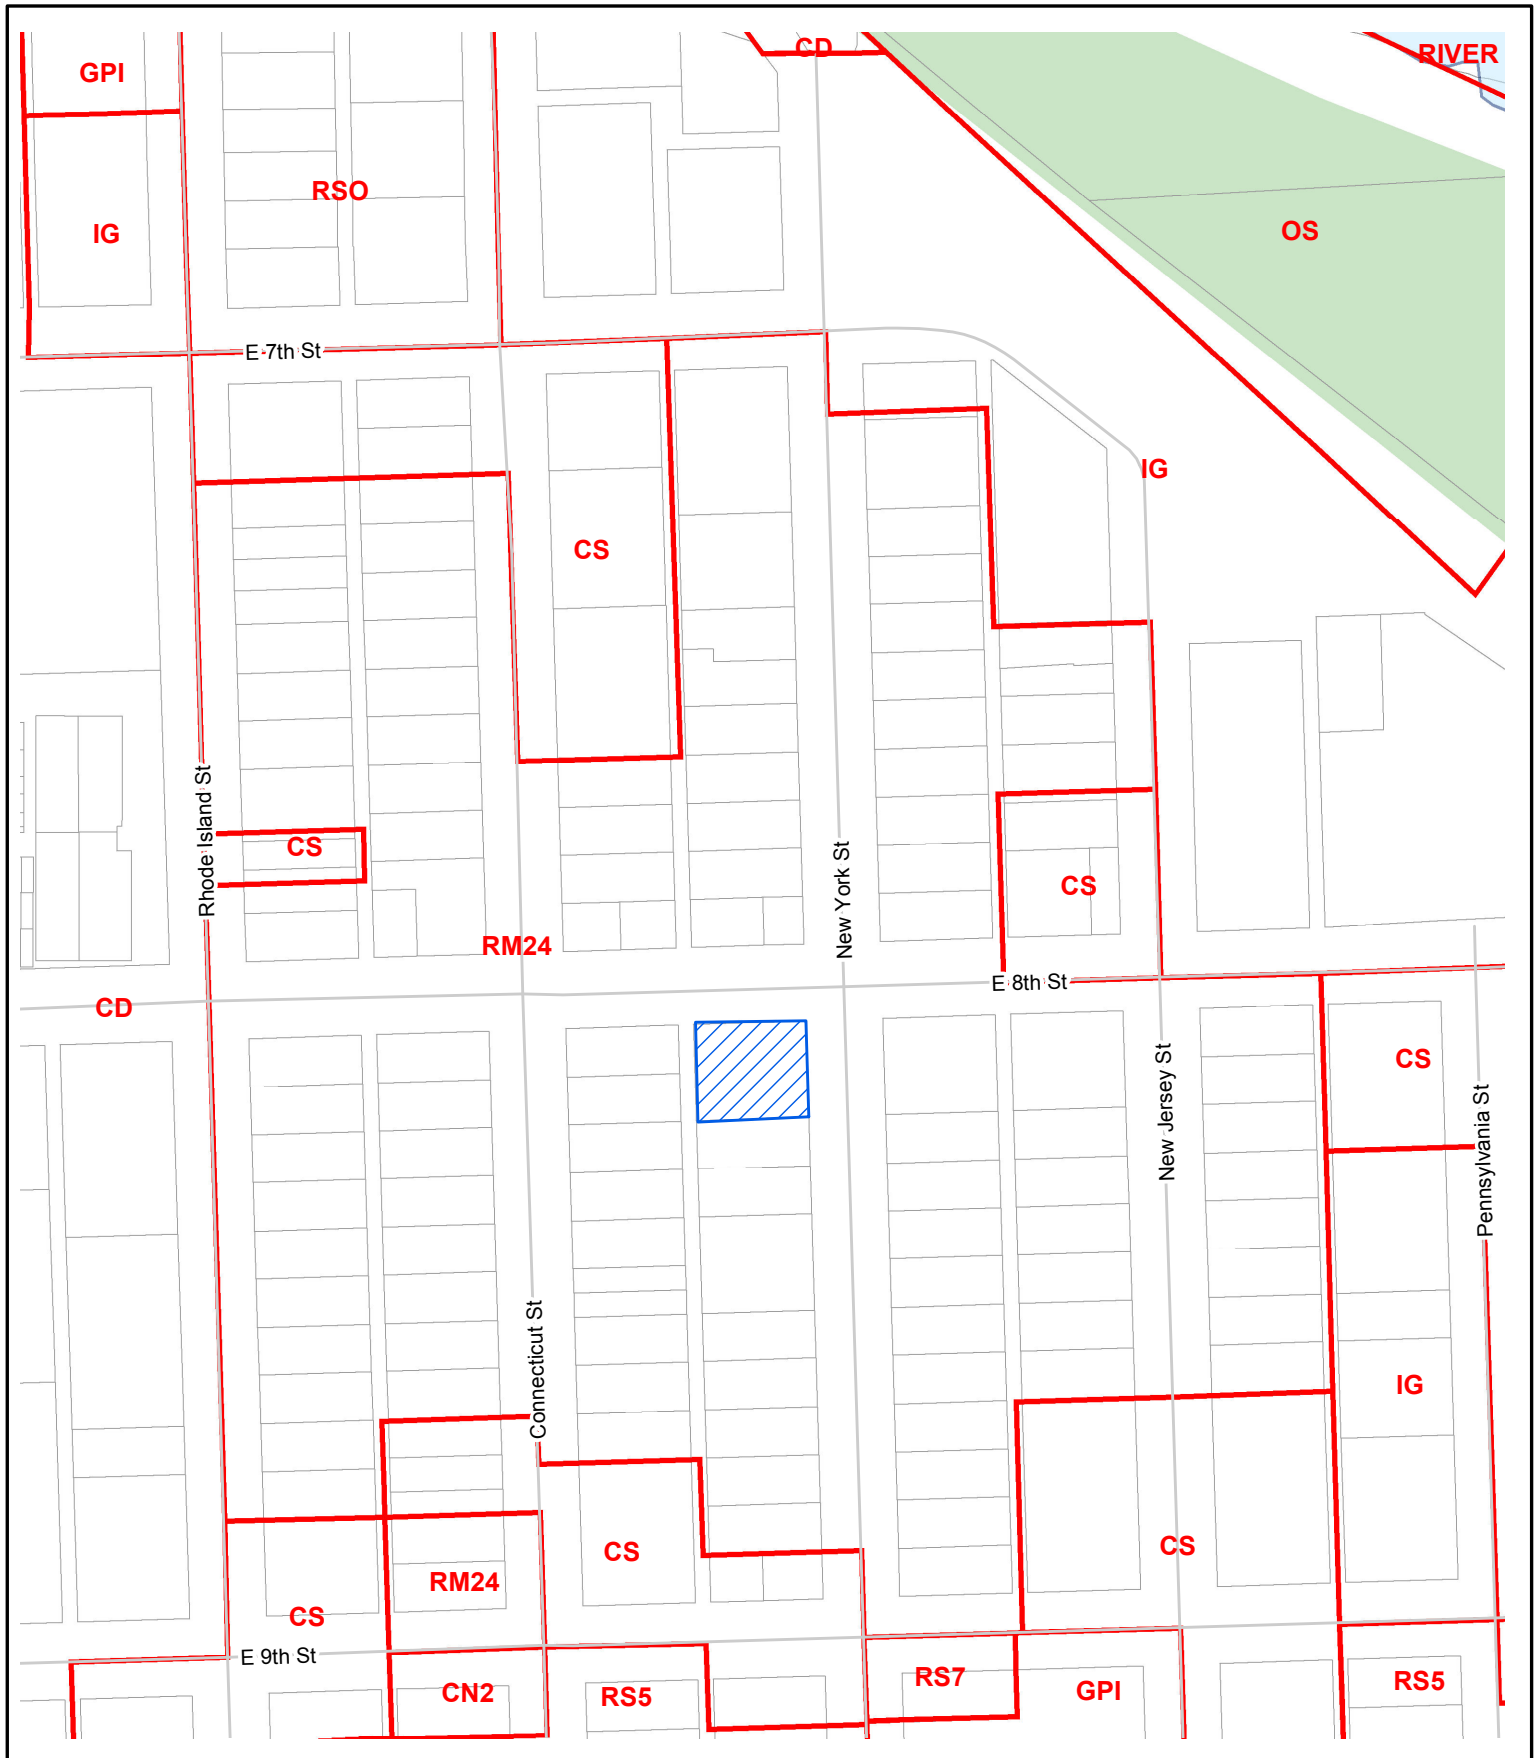 CD
RIVER
GPI
RSO
OS
IG
E 7th St
IG
CS
Rhode Island St
CS
New York St
CS
RM24
E 8th St
CD
New Jersey St
CS
Pennsylvania St
Connecticut St
IG
CS
CS
RM24
CS
E 9th St
RS7
RS5
GPI
CN2
RS5